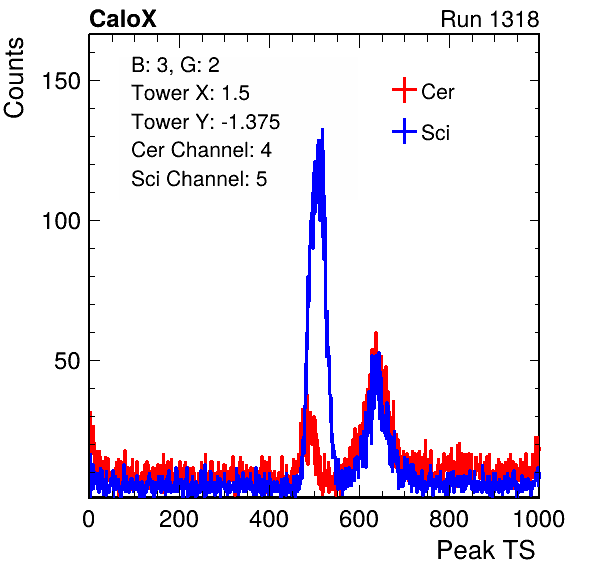 CaloX Run 1318
Counts
B: 3, G: 2
Tower X: 1.5
Tower Y: -1.375
Cer Channel: 4
Sci Channel: 5
Cer
Sci
150
100
50
0 200 400 600 800 1000
Peak TS